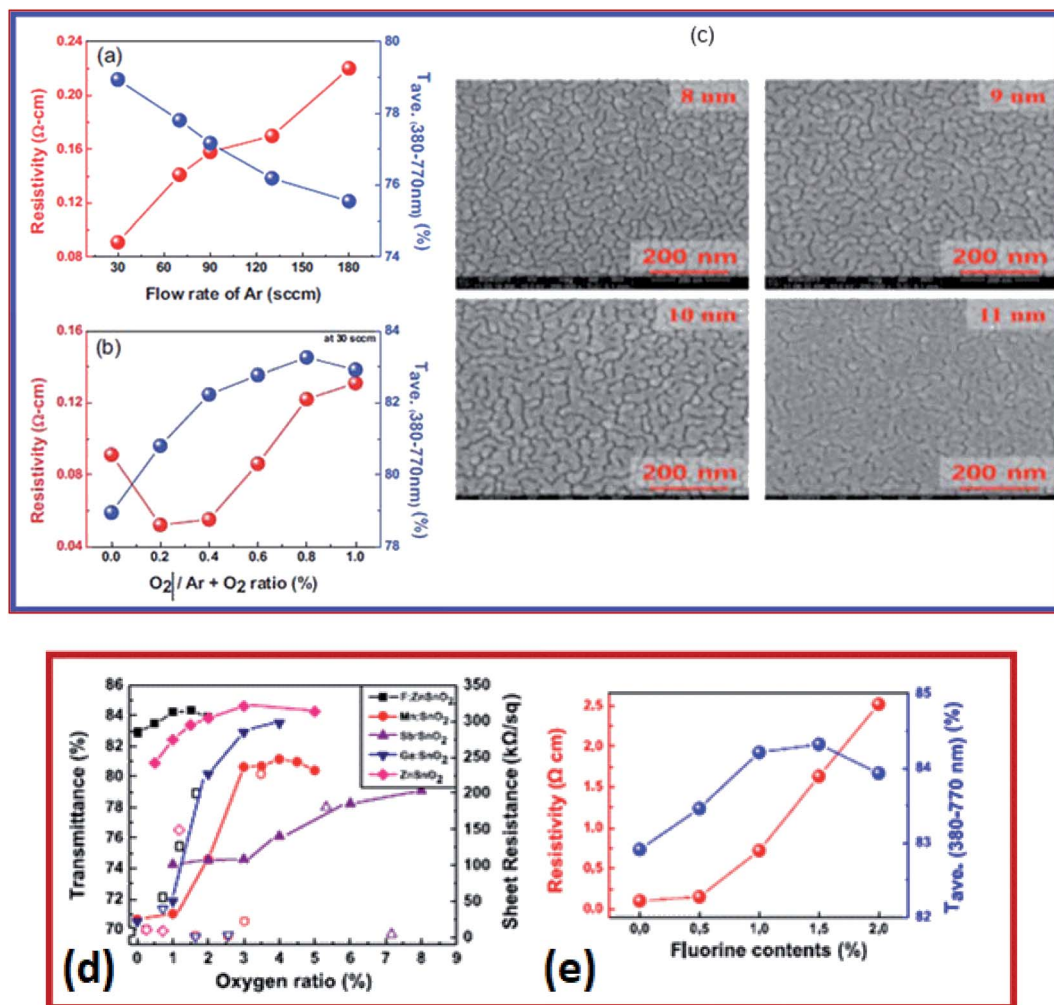 (a)
Resistivity (Ω-cm)
0.24
0.20
0.16
0.12
0.08
80
78
76
74
T_ave. (380-770nm) (%)
30 60 90 120 150 180
Flow rate of Ar (sccm)
(b)
at 30 sccm
Resistivity (Ω-cm)
0.16
0.12
0.08
0.04
84
83
82
81
80
79
78
T_ave. (380-770nm) (%)
0.0 0.2 0.4 0.6 0.8 1.0
O2 / Ar + O2 ratio (%)
(c)
8 nm
200 nm
9 nm
200 nm
10 nm
200 nm
11 nm
200 nm
(d)
Transmittance (%)
86
84
82
80
78
76
74
72
70
F:ZnSnO2
Mn:SnO2
Sb:SnO2
Ga:SnO2
ZnSnO2
350
300
250
200
150
100
50
0
Sheet Resistance (kΩ/sq)
0 1 2 3 4 5 6 7 8 9
Oxygen ratio (%)
(e)
Resistivity (Ω cm)
2.5
2.0
1.5
1.0
0.5
0.0
85
84
83
82
T_ave. (380-770 nm) (%)
0,0 0,5 1,0 1,5 2,0
Fluorine contents (%)